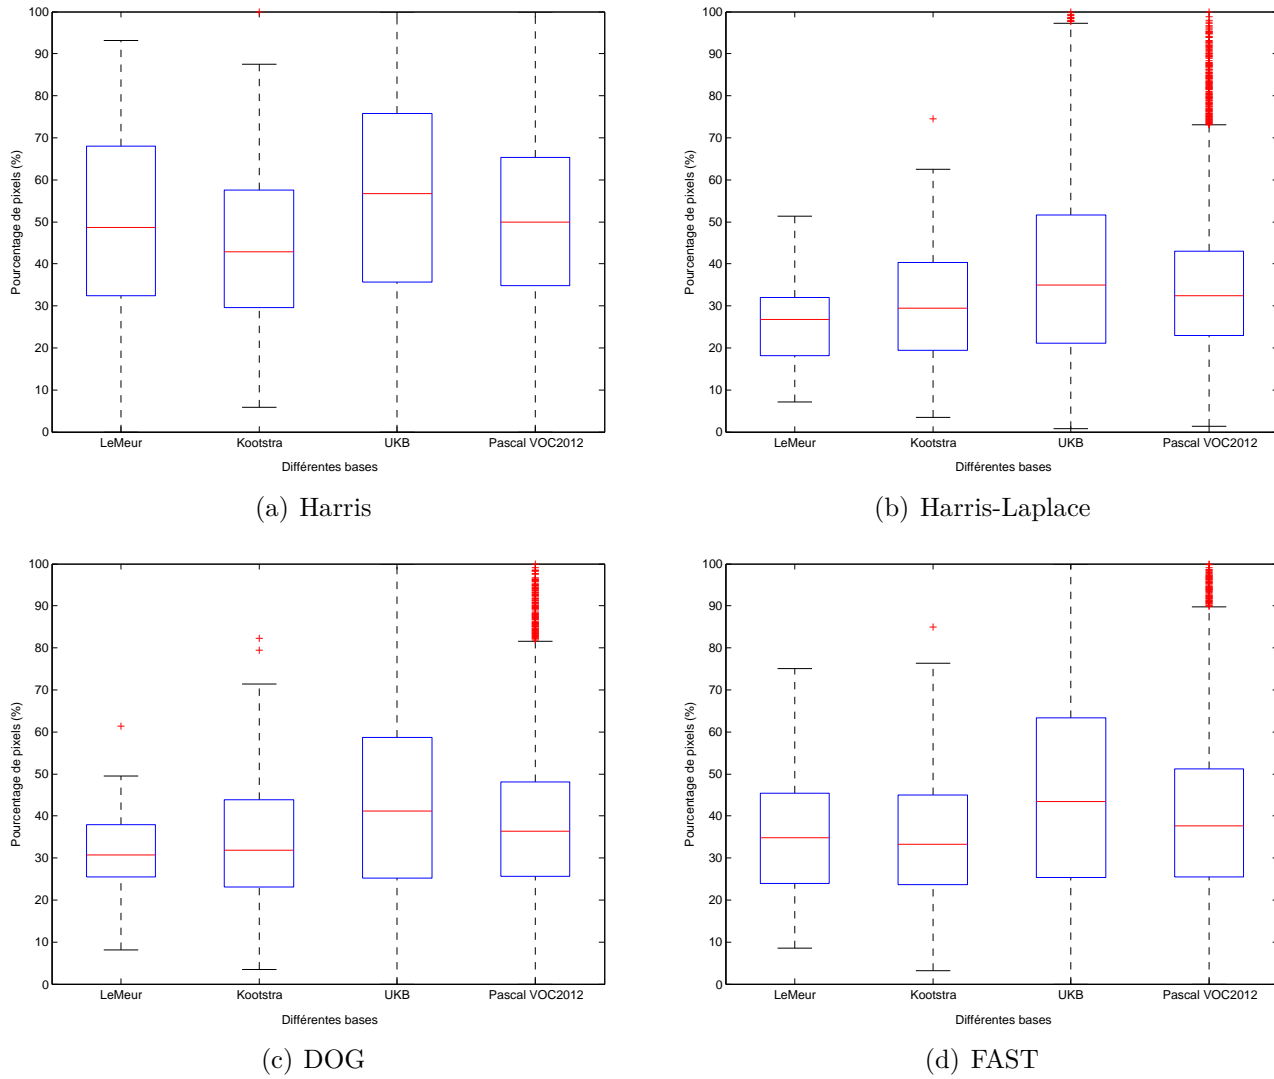 100
90
80
70
60
50
40
30
20
10
0
Pourcentage de pixels (%)
LeMeur Kootstra UKB Pascal VOC2012
Différentes bases
(a) Harris
100
90
80
70
60
50
40
30
20
10
0
Pourcentage de pixels (%)
LeMeur Kootstra UKB Pascal VOC2012
Différentes bases
(b) Harris-Laplace
100
90
80
70
60
50
40
30
20
10
0
Pourcentage de pixels (%)
LeMeur Kootstra UKB Pascal VOC2012
Différentes bases
(c) DOG
100
90
80
70
60
50
40
30
20
10
0
Pourcentage de pixels (%)
LeMeur Kootstra UKB Pascal VOC2012
Différentes bases
(d) FAST